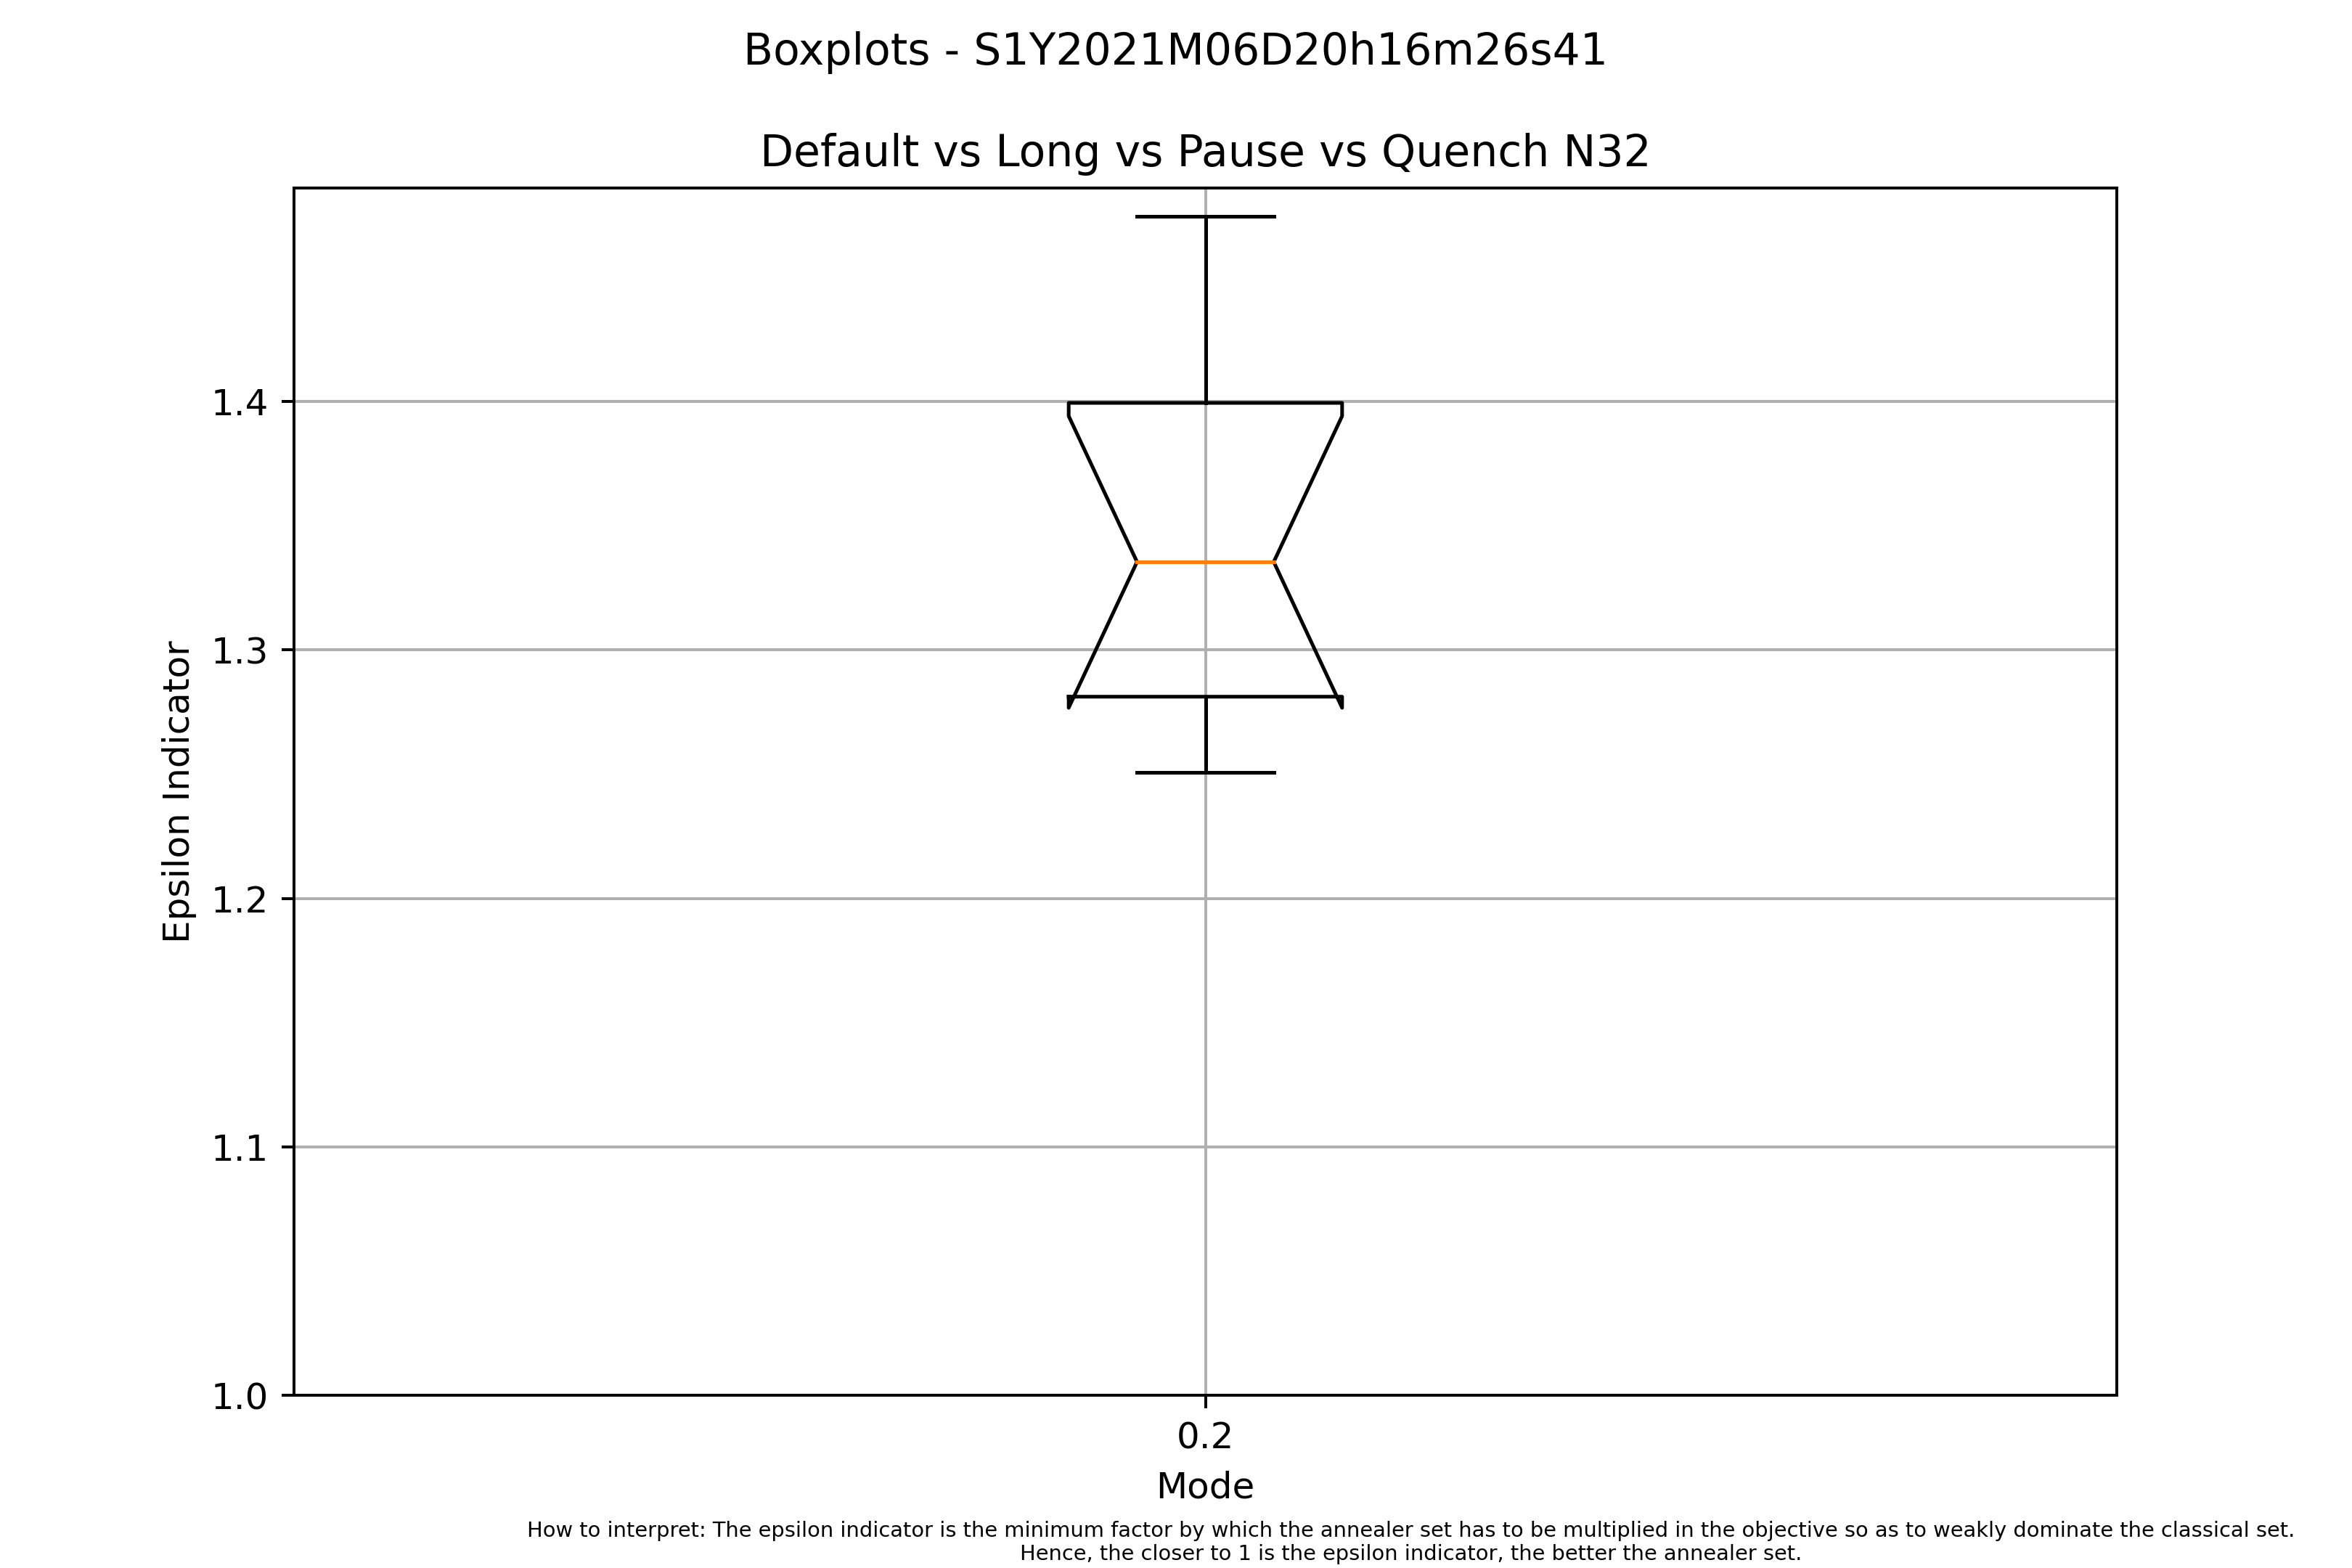 Boxplots - S1Y2021M06D20h16m26s41
Default vs Long vs Pause vs Quench N32
1.4
1.3
1.2
1.1
1.0
Epsilon Indicator
0.2
Mode
How to interpret: The epsilon indicator is the minimum factor by which the annealer set has to be multiplied in the objective so as to weakly dominate the classical set.
Hence, the closer to 1 is the epsilon indicator, the better the annealer set.